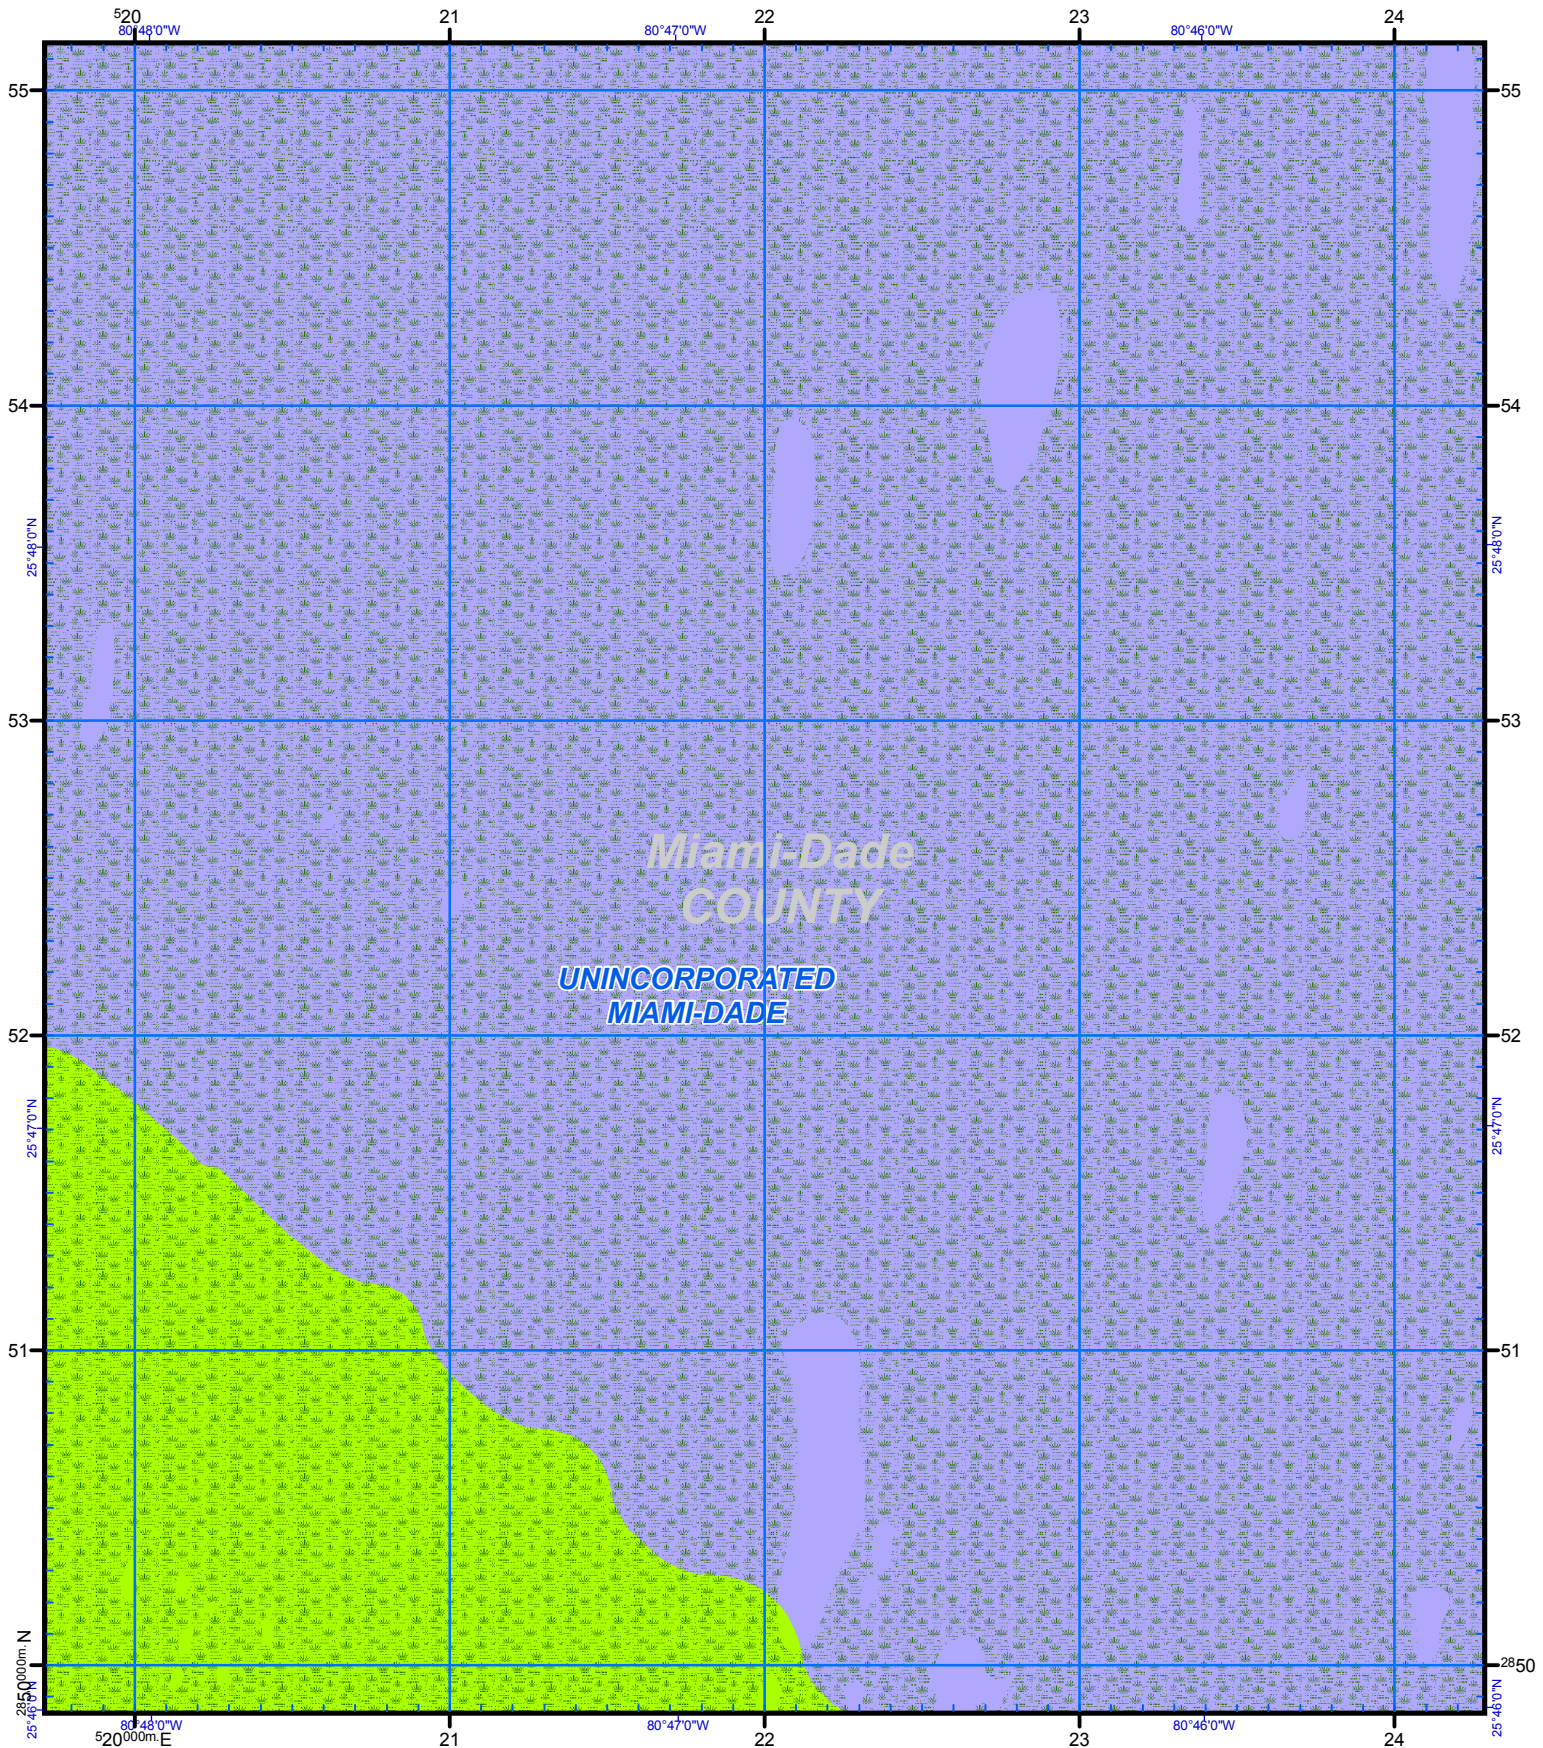 520 21 22 23 24
80°48'0"W 80°47'0"W 80°46'0"W
55 55
54 54
25°48'0"N 25°48'0"N
53 53
Miami-Dade
COUNTY
UNINCORPORATED
MIAMI-DADE
52 52
25°47'0"N 25°47'0"N
51 51
2850000m. N 2850
25°46'0"N 25°46'0"N
80°48'0"W 80°47'0"W 80°46'0"W
520000m. E 21 22 23 24